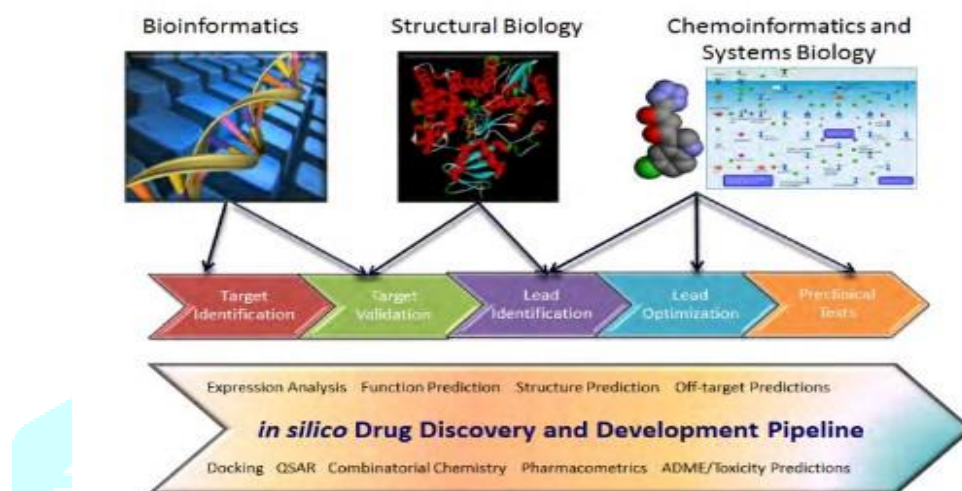 Bioinformatics
Structural Biology
Chemoinformatics and
Systems Biology
Target
Identification
Target
Validation
Lead
Identification
Lead
Optimization
Preclinical
Tests
Expression Analysis Function Prediction Structure Prediction Off-target Predictions
in silico Drug Discovery and Development Pipeline
Docking QSAR Combinatorial Chemistry Pharmacometrics ADME/Toxicity Predictions